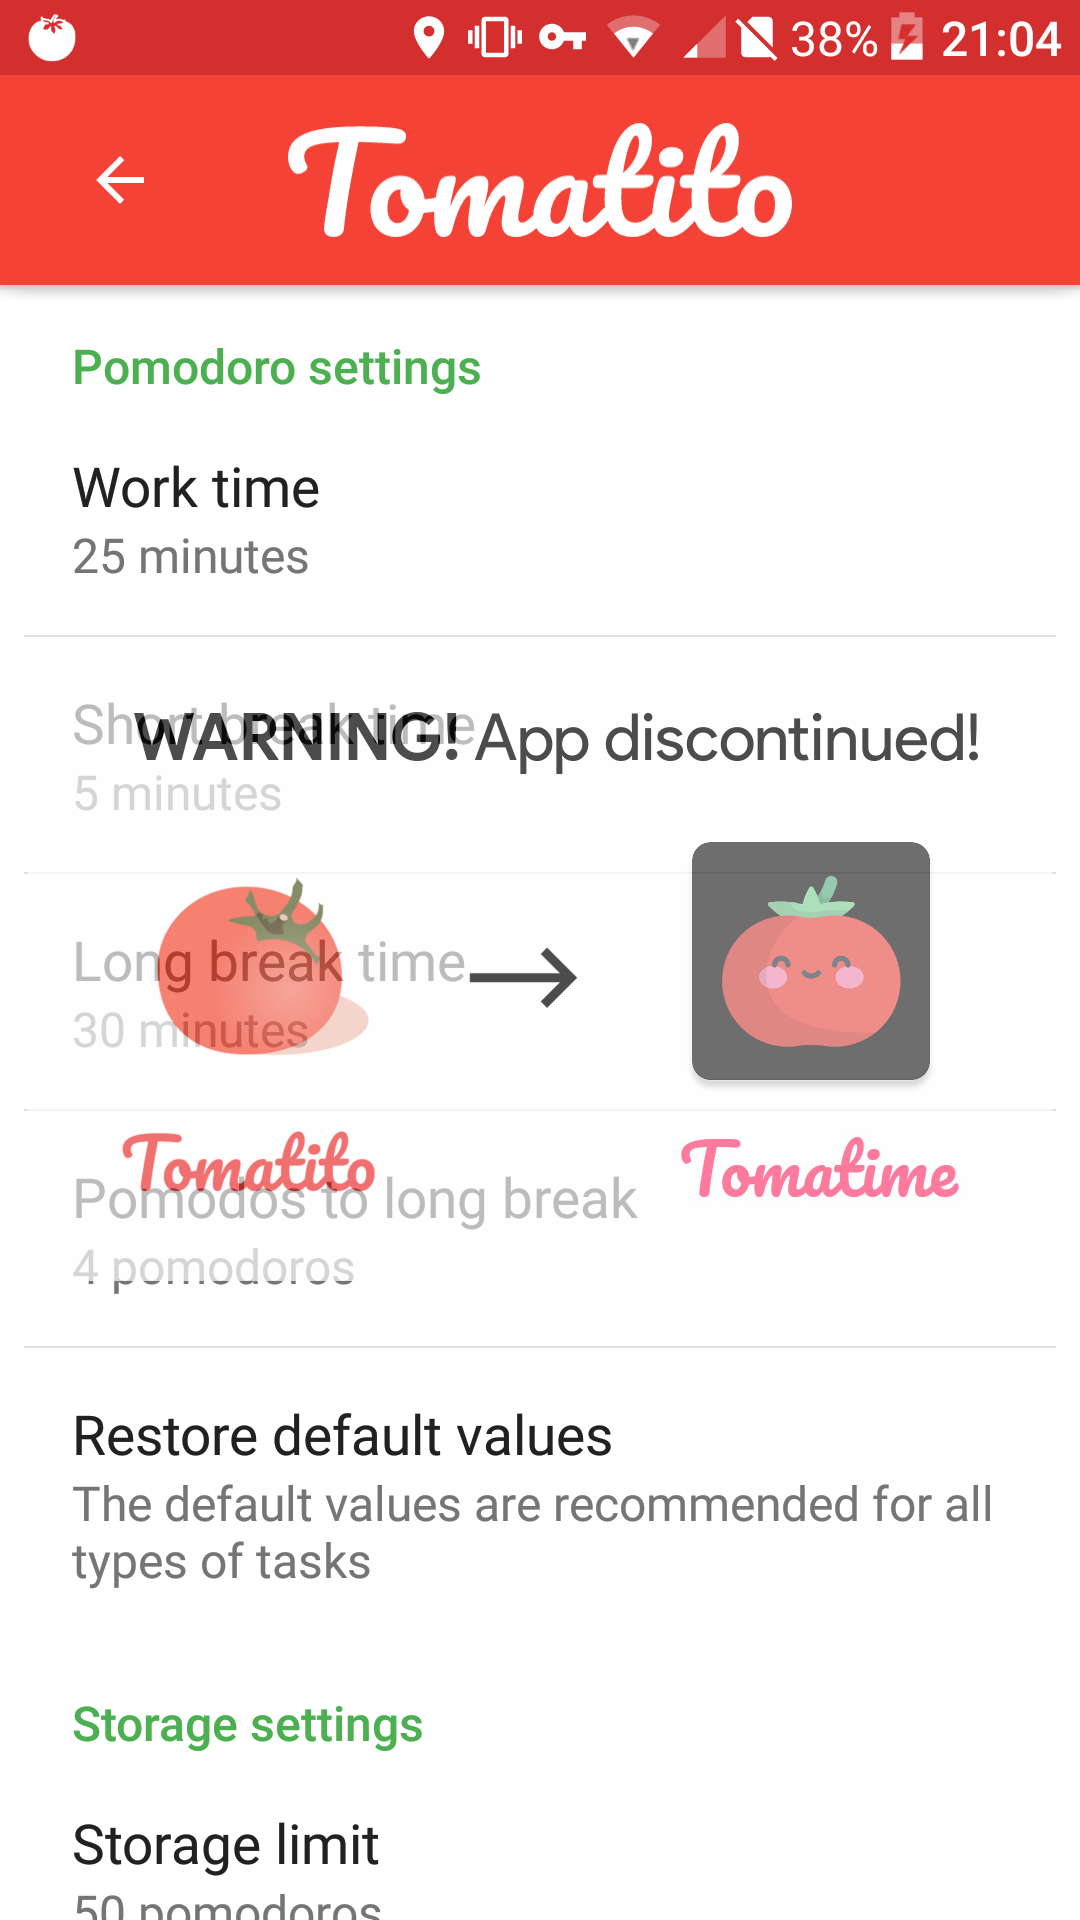 38% 21:04
Tomatito
Pomodoro settings
Work time
25 minutes
Short break time
WARNING! App discontinued!
5 minutes
Long break time
30 minutes
Tomatito
Tomatime
Pomodos to long break
4 pomodoros
Restore default values
The default values are recommended for all
types of tasks
Storage settings
Storage limit
50 pomodoros